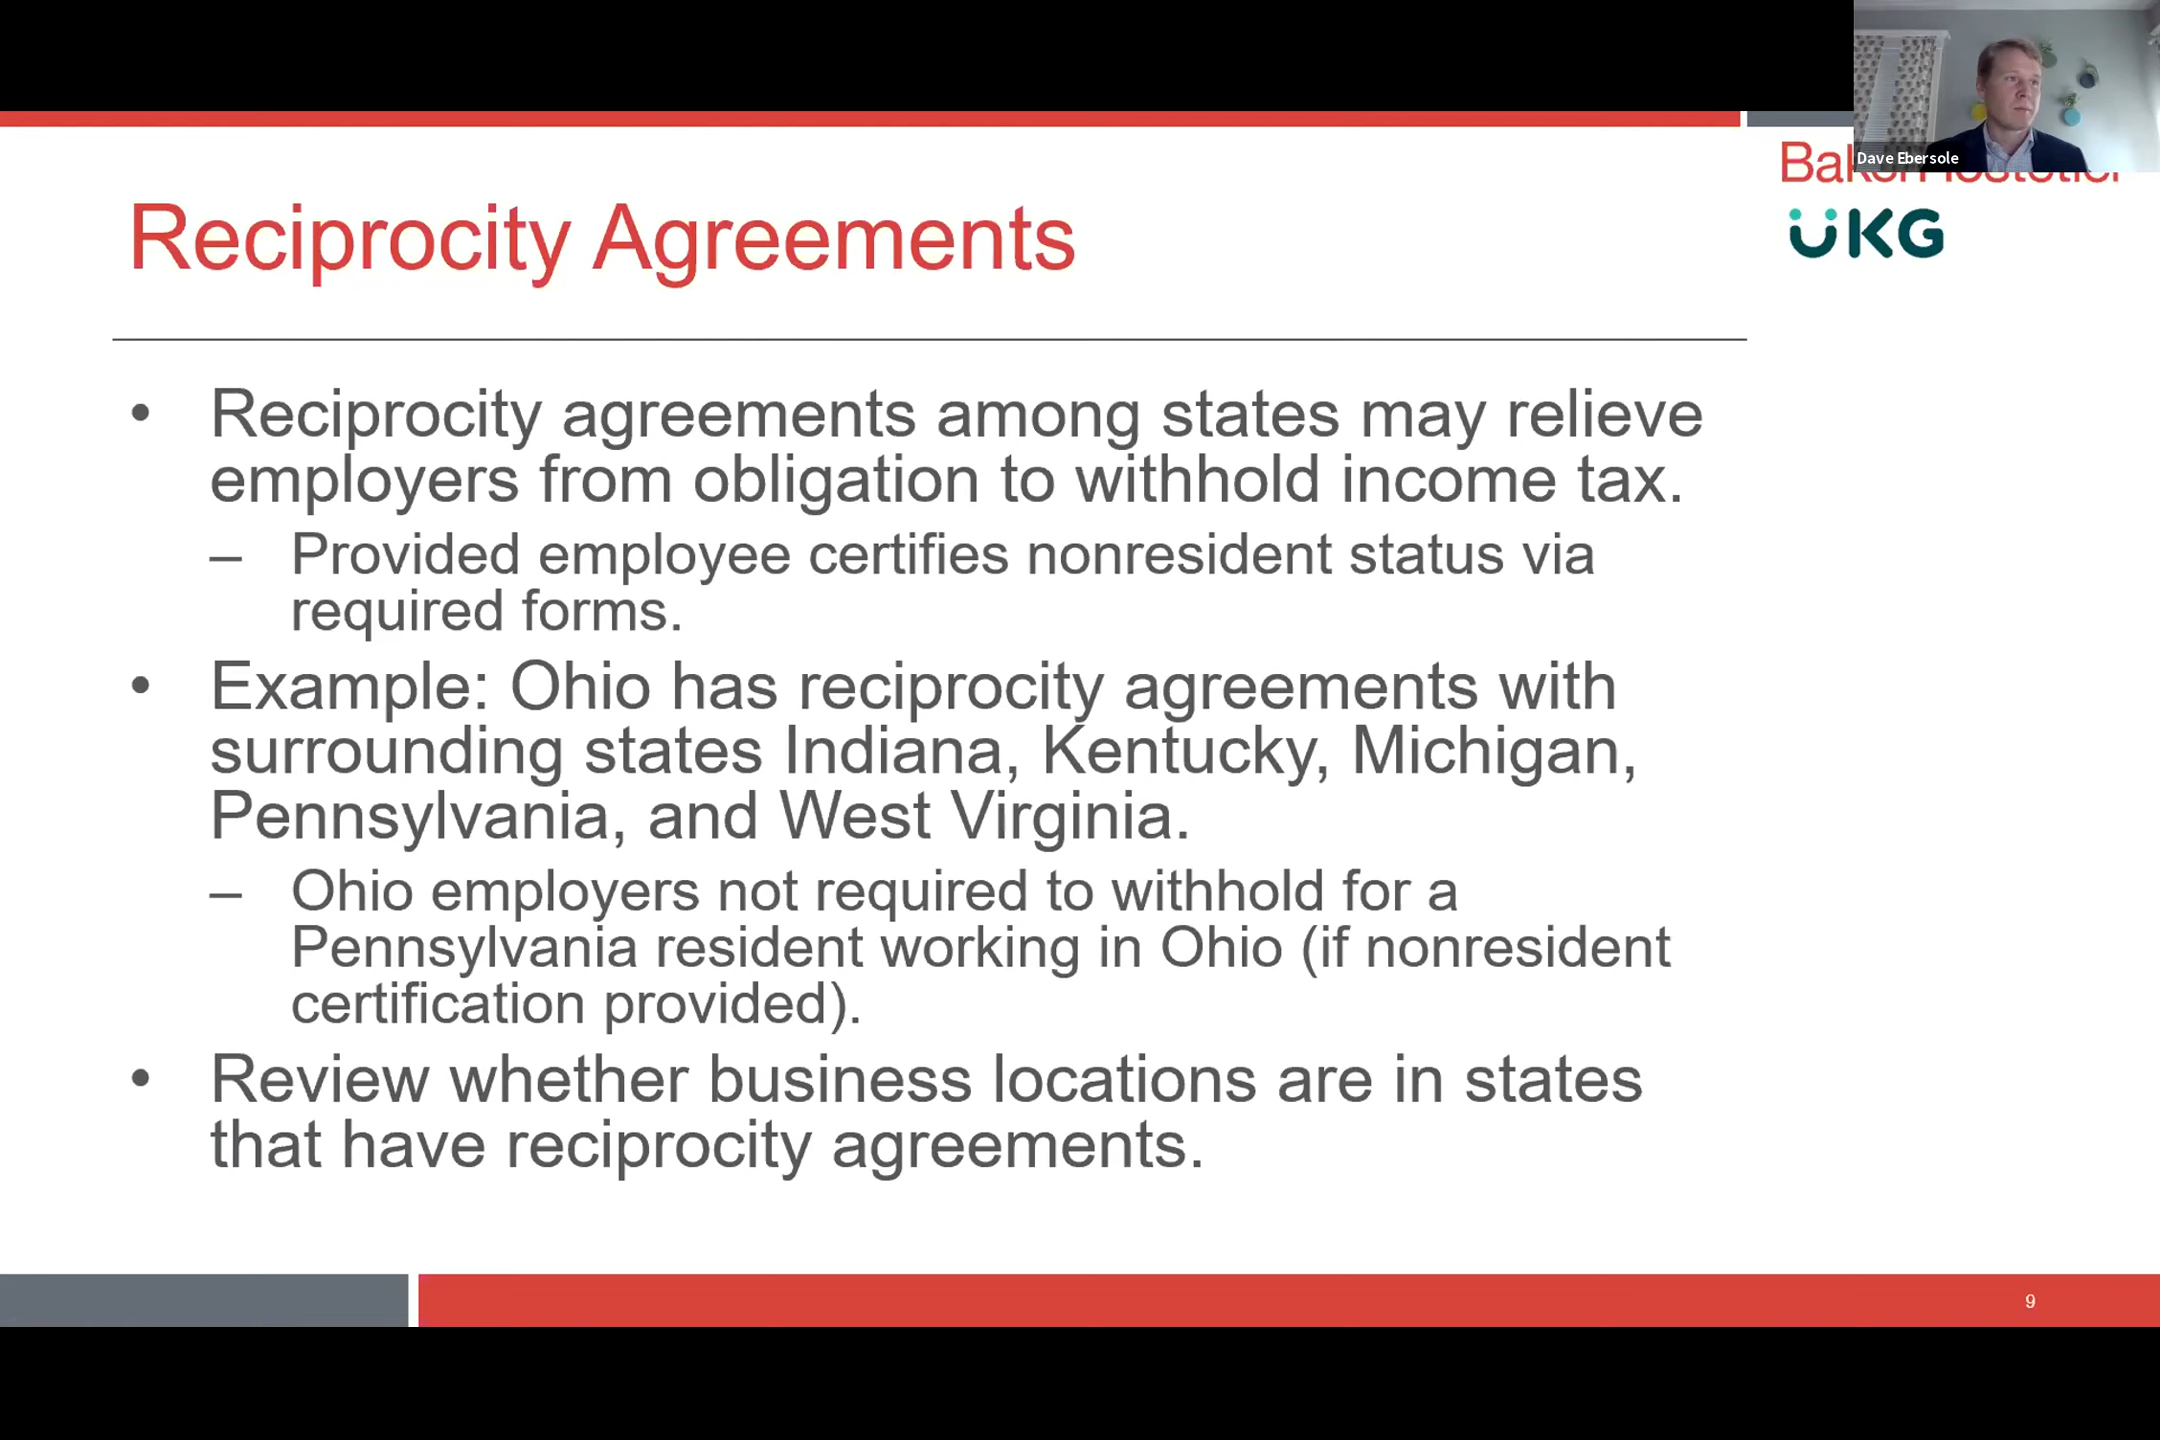 Dave Ebersole
UKG
Reciprocity Agreements
• Reciprocity agreements among states may relieve
employers from obligation to withhold income tax.
– Provided employee certifies nonresident status via
required forms.
• Example: Ohio has reciprocity agreements with
surrounding states Indiana, Kentucky, Michigan,
Pennsylvania, and West Virginia.
– Ohio employers not required to withhold for a
Pennsylvania resident working in Ohio (if nonresident
certification provided).
• Review whether business locations are in states
that have reciprocity agreements.
9